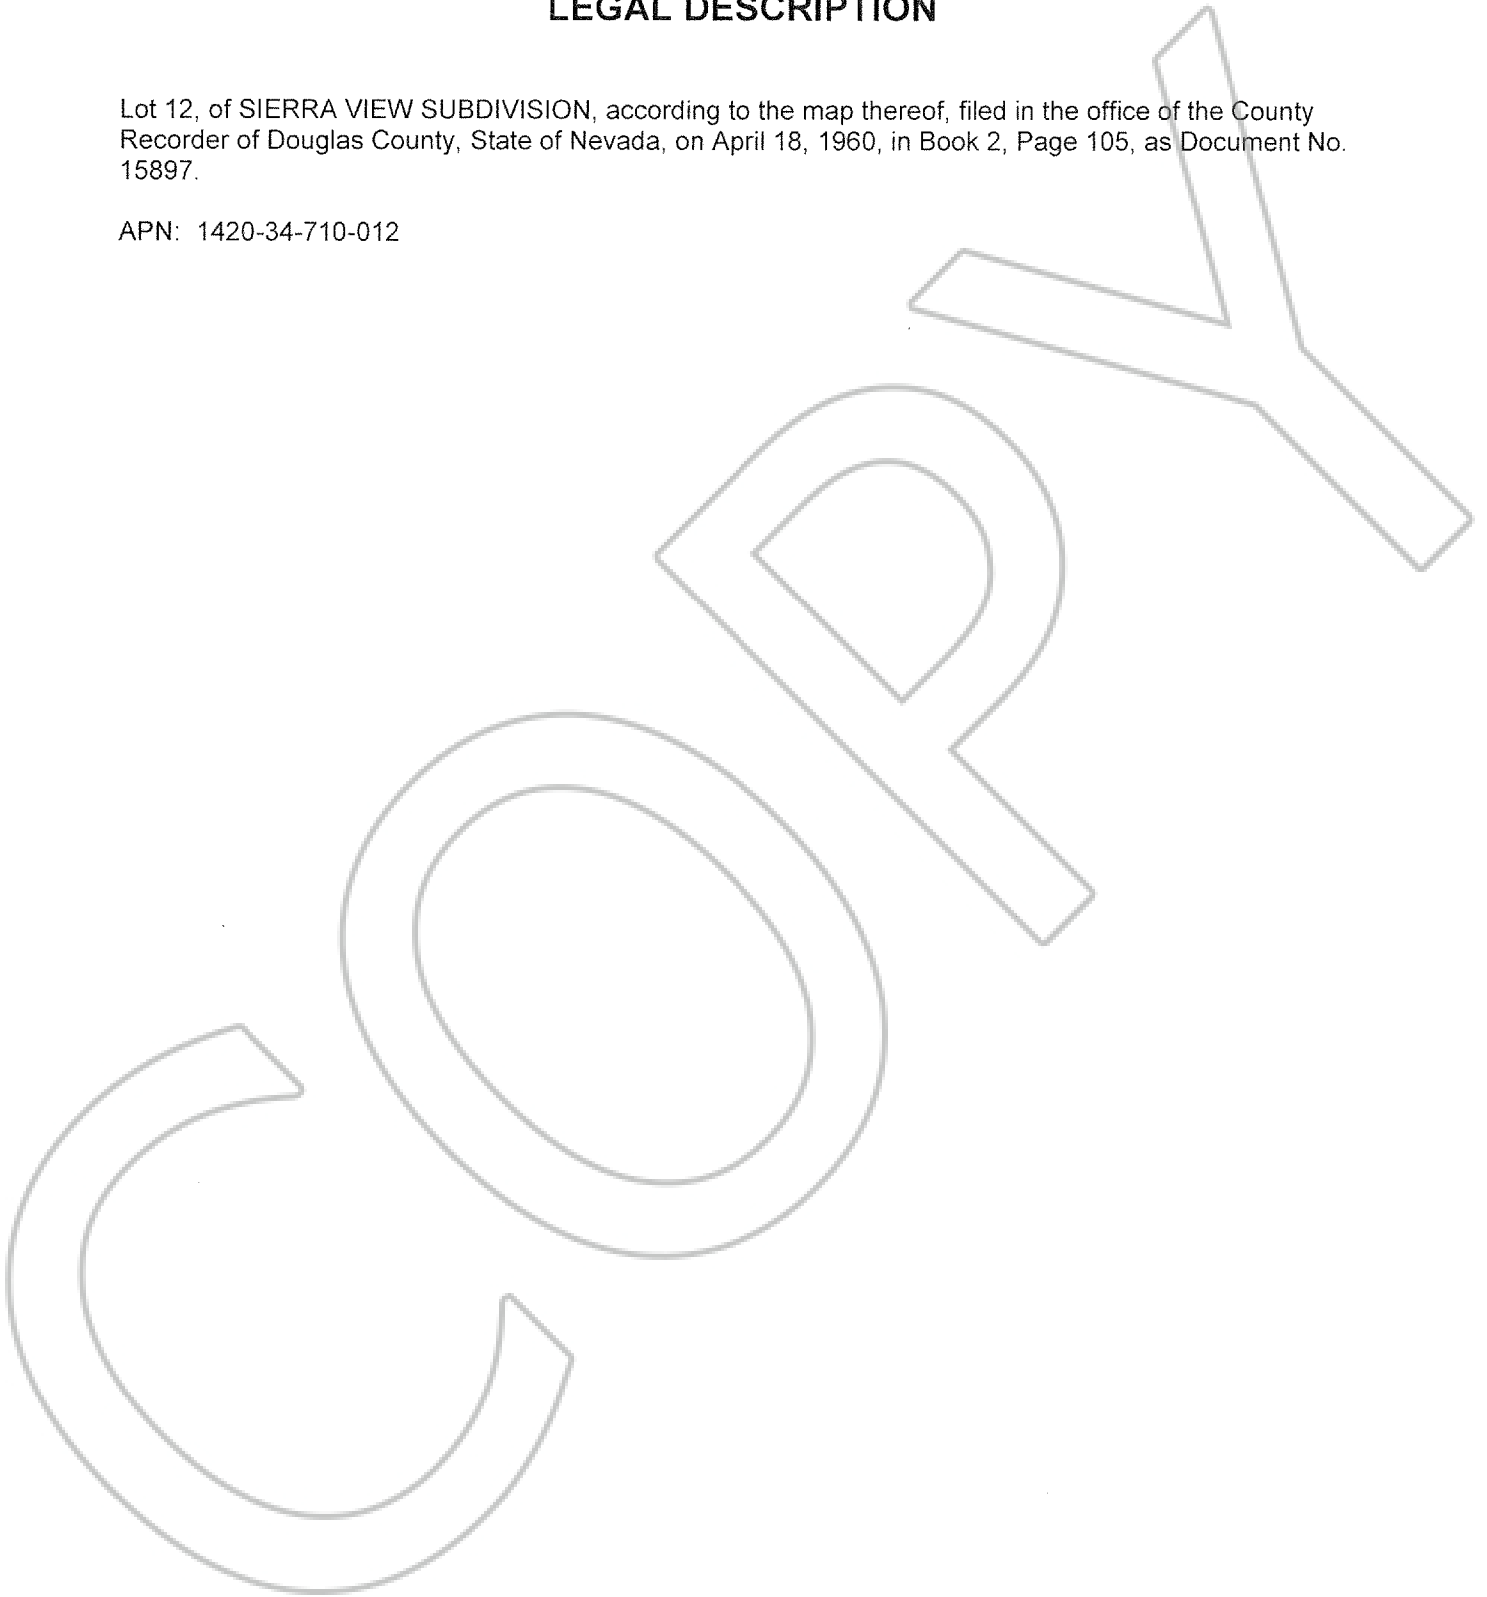 LEGAL DESCRIPTION
Lot 12, of SIERRA VIEW SUBDIVISION, according to the map thereof, filed in the office of the County
Recorder of Douglas County, State of Nevada, on April 18, 1960, in Book 2, Page 105, as Document No.
15897.
APN: 1420-34-710-012
COPY